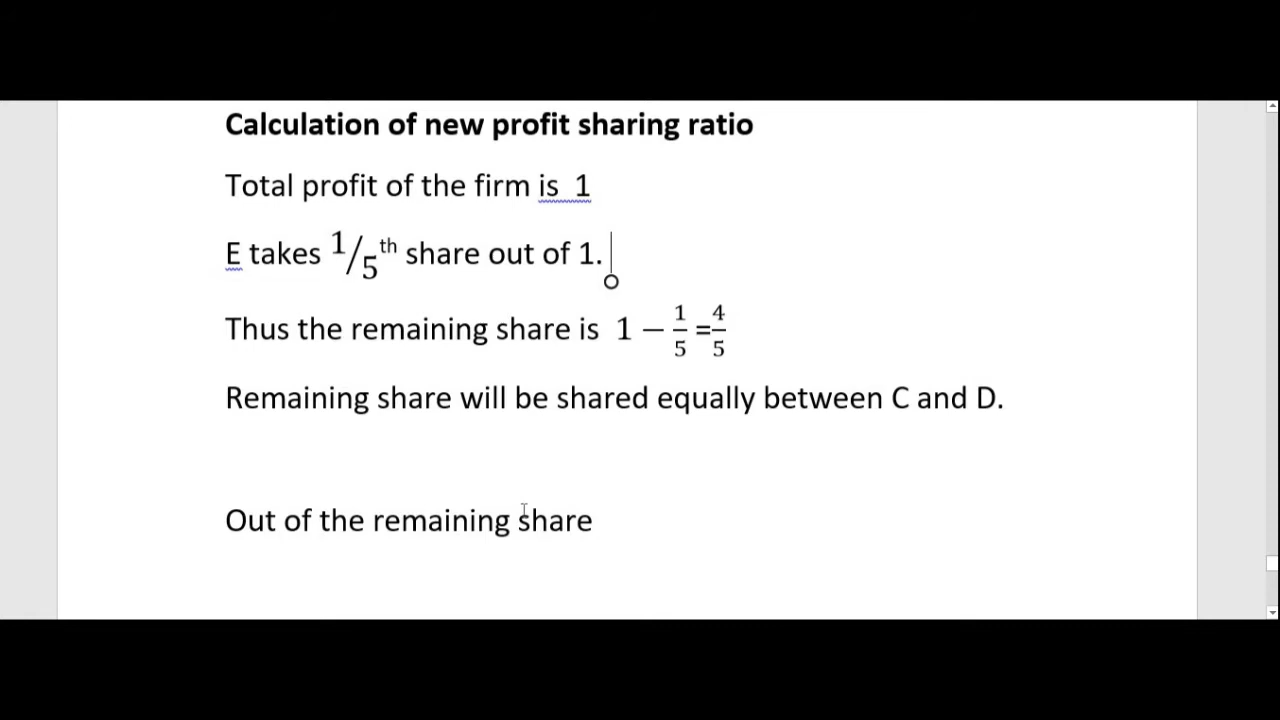 Calculation of new profit sharing ratio
Total profit of the firm is  1
E takes 1/5th share out of 1.
Thus the remaining share is  1 − 1/5 = 4/5
Remaining share will be shared equally between C and D.
Out of the remaining share